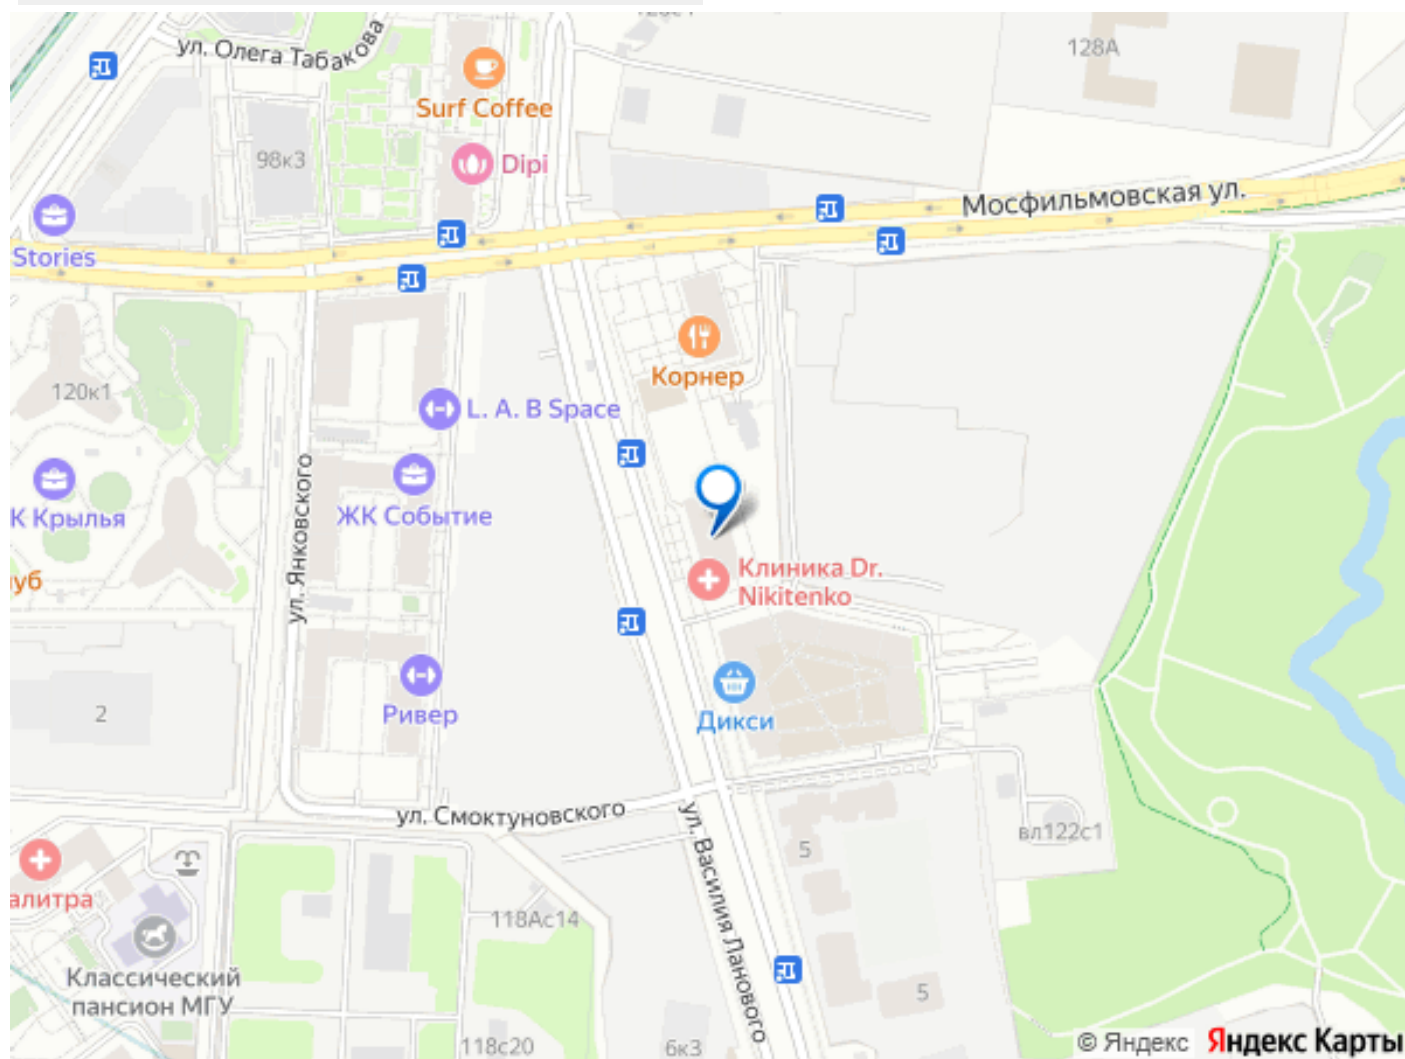 128А
ул. Олега Табакова
Surf Coffee
98к3
Dipi
Мосфильмовская ул.
Stories
Корнер
120к1
L. A. B Space
ул. Янковского
К Крылья
ЖК Событие
уб
Клиника Dr.
Nikitenko
2
Ривер
Дикси
ул. Смоктуновского
ул. Василия Ланового
вл122с1
5
алитра
118Ас14
Классический
пансион МГУ
5
118с20
6к3
© Яндекс Яндекс Карты